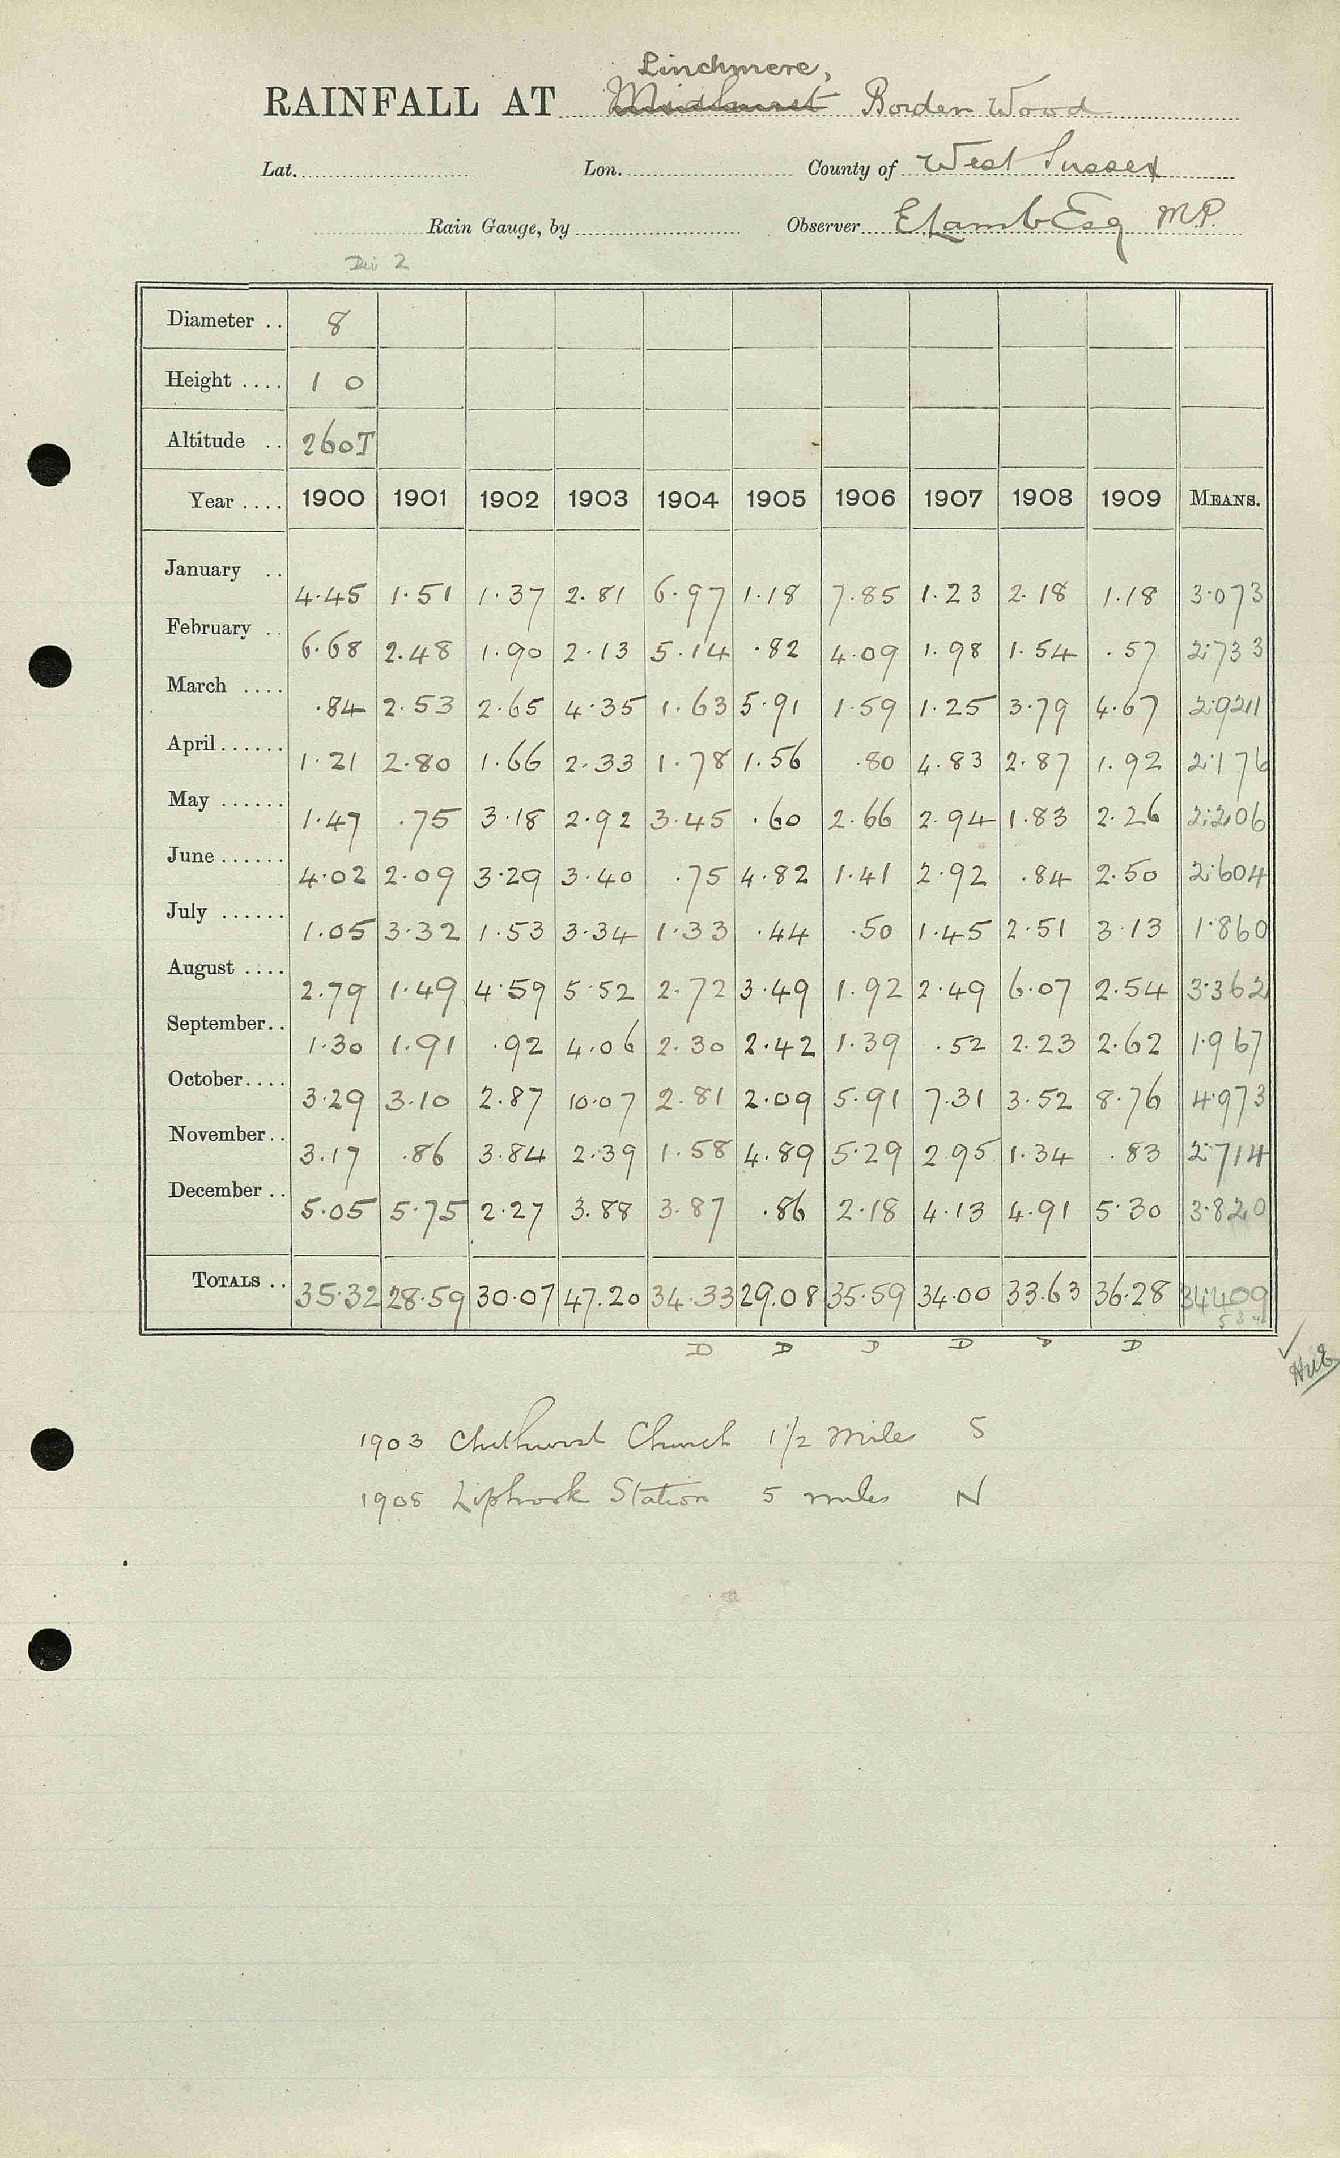 Linchmere,
RAINFALL AT Midhurst Borden Wood
Lat. Lon. County of West Sussex
Rain Gauge, by Observer E Lamb Esq M.P.
Diameter .. 8
Height .... 1 0
Altitude .. 260T
Year .... 1900 1901 1902 1903 1904 1905 1906 1907 1908 1909 MEANS.
January .. 4.45 1.51 1.37 2.81 6.97 1.18 7.85 1.23 2.18 1.18 3.073
February .. 6.68 2.48 1.90 2.13 5.14 .82 4.09 1.98 1.54 .57 2.733
March .... .84 2.53 2.65 4.35 1.63 5.91 1.59 1.25 3.79 4.67 2.921
April ...... 1.21 2.80 1.66 2.33 1.78 1.56 .80 4.83 2.87 1.92 2.176
May ...... 1.47 .75 3.18 2.92 3.45 .60 2.66 2.94 1.83 2.26 2.206
June ...... 4.02 2.09 3.29 3.40 .75 4.82 1.41 2.92 .84 2.50 2.604
July ...... 1.05 3.32 1.53 3.34 1.33 .44 .50 1.45 2.51 3.13 1.860
August .... 2.79 1.49 4.59 5.52 2.72 3.49 1.92 2.49 6.07 2.54 3.362
September.. 1.30 1.91 .92 4.06 2.30 2.42 1.39 .52 2.23 2.62 1.967
October.... 3.29 3.10 2.87 10.07 2.81 2.09 5.91 7.31 3.52 8.76 4.973
November.. 3.17 .86 3.84 2.39 1.58 4.89 5.29 2.95 1.34 .83 2.714
December .. 5.05 5.75 2.27 3.88 3.87 .86 2.18 4.13 4.91 5.30 3.820
TOTALS .. 35.32 28.59 30.07 47.20 34.33 29.08 35.59 34.00 33.63 36.28 34.409
D D D D D D
1903 Chithurst Church 1 1/2 Mile S
1908 Liphook Station 5 miles N